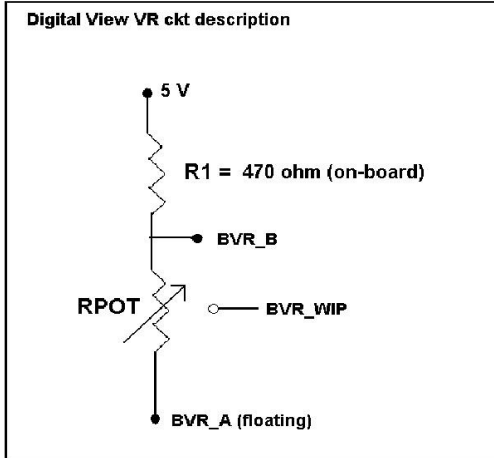 Digital View VR ckt description
5 V
R1 = 470 ohm (on-board)
BVR_B
RPOT
BVR_WIP
BVR_A (floating)